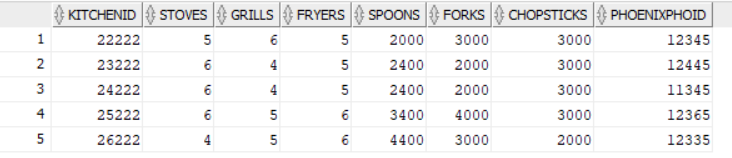 KITCHENID STOVES GRILLS FRYERS SPOONS FORKS CHOPSTICKS PHOENIXPHOID
1 22222 5 6 5 2000 3000 3000 12345
2 23222 6 4 5 2400 2000 3000 12445
3 24222 6 4 5 2400 2000 3000 11345
4 25222 6 5 6 3400 4000 3000 12365
5 26222 4 5 6 4400 3000 2000 12335